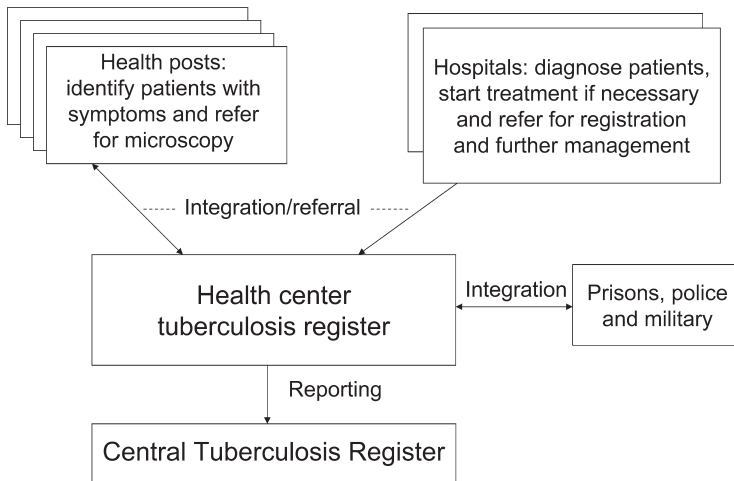 Health posts:
identify patients with
symptoms and refer
for microscopy
Hospitals: diagnose patients,
start treatment if necessary
and refer for registration
and further management
Integration/referral
Health center
tuberculosis register
Integration
Prisons, police
and military
Reporting
Central Tuberculosis Register